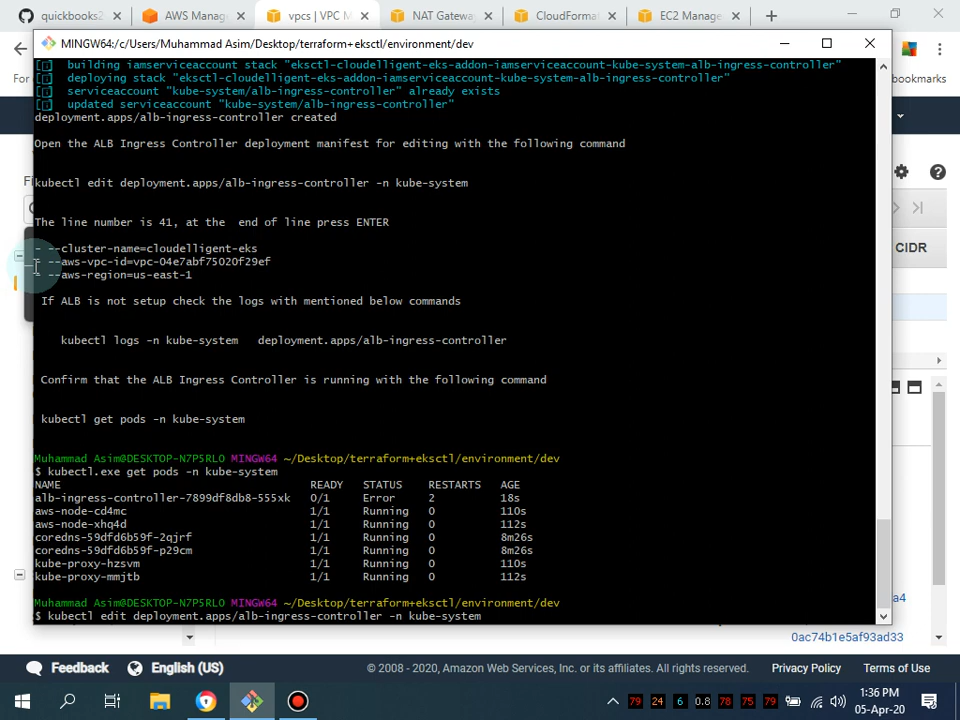 quickbooks2
AWS Manag
vpcs | VPC M
NAT Gatewa
CloudFormat
EC2 Manage
MINGW64:/c/Users/Muhammad Asim/Desktop/terraform+eksctl/environment/dev
For
ookmarks
[i]  building iamserviceaccount stack "eksctl-cloudelligent-eks-addon-iamserviceaccount-kube-system-alb-ingress-controller"
[i]  deploying stack "eksctl-cloudelligent-eks-addon-iamserviceaccount-kube-system-alb-ingress-controller"
[i]  serviceaccount "kube-system/alb-ingress-controller" already exists
[i]  updated serviceaccount "kube-system/alb-ingress-controller"
deployment.apps/alb-ingress-controller created
Open the ALB Ingress Controller deployment manifest for editing with the following command
kubectl edit deployment.apps/alb-ingress-controller -n kube-system
The line number is 41, at the  end of line press ENTER
- --cluster-name=cloudelligent-eks
- --aws-vpc-id=vpc-04e7abf75020f29ef
- --aws-region=us-east-1
If ALB is not setup check the logs with mentioned below commands
kubectl logs -n kube-system   deployment.apps/alb-ingress-controller
Confirm that the ALB Ingress Controller is running with the following command
kubectl get pods -n kube-system
Muhammad Asim@DESKTOP-N7P5RLO MINGW64 ~/Desktop/terraform+eksctl/environment/dev
$ kubectl.exe get pods -n kube-system
NAME READY STATUS RESTARTS AGE
alb-ingress-controller-7899df8db8-555xk 0/1 Error 2 18s
aws-node-cd4mc 1/1 Running 0 110s
aws-node-xhq4d 1/1 Running 0 112s
coredns-59dfd6b59f-2qjrf 1/1 Running 0 8m26s
coredns-59dfd6b59f-p29cm 1/1 Running 0 8m26s
kube-proxy-hzsvm 1/1 Running 0 110s
kube-proxy-mmjtb 1/1 Running 0 112s
Muhammad Asim@DESKTOP-N7P5RLO MINGW64 ~/Desktop/terraform+eksctl/environment/dev
$ kubectl edit deployment.apps/alb-ingress-controller -n kube-system
CIDR
a4
0ac74b1e5af93ad33
Feedback
English (US)
© 2008 - 2020, Amazon Web Services, Inc. or its affiliates. All rights reserved.
Privacy Policy
Terms of Use
79 24 6 0.8 78 75 79
1:36 PM
05-Apr-20